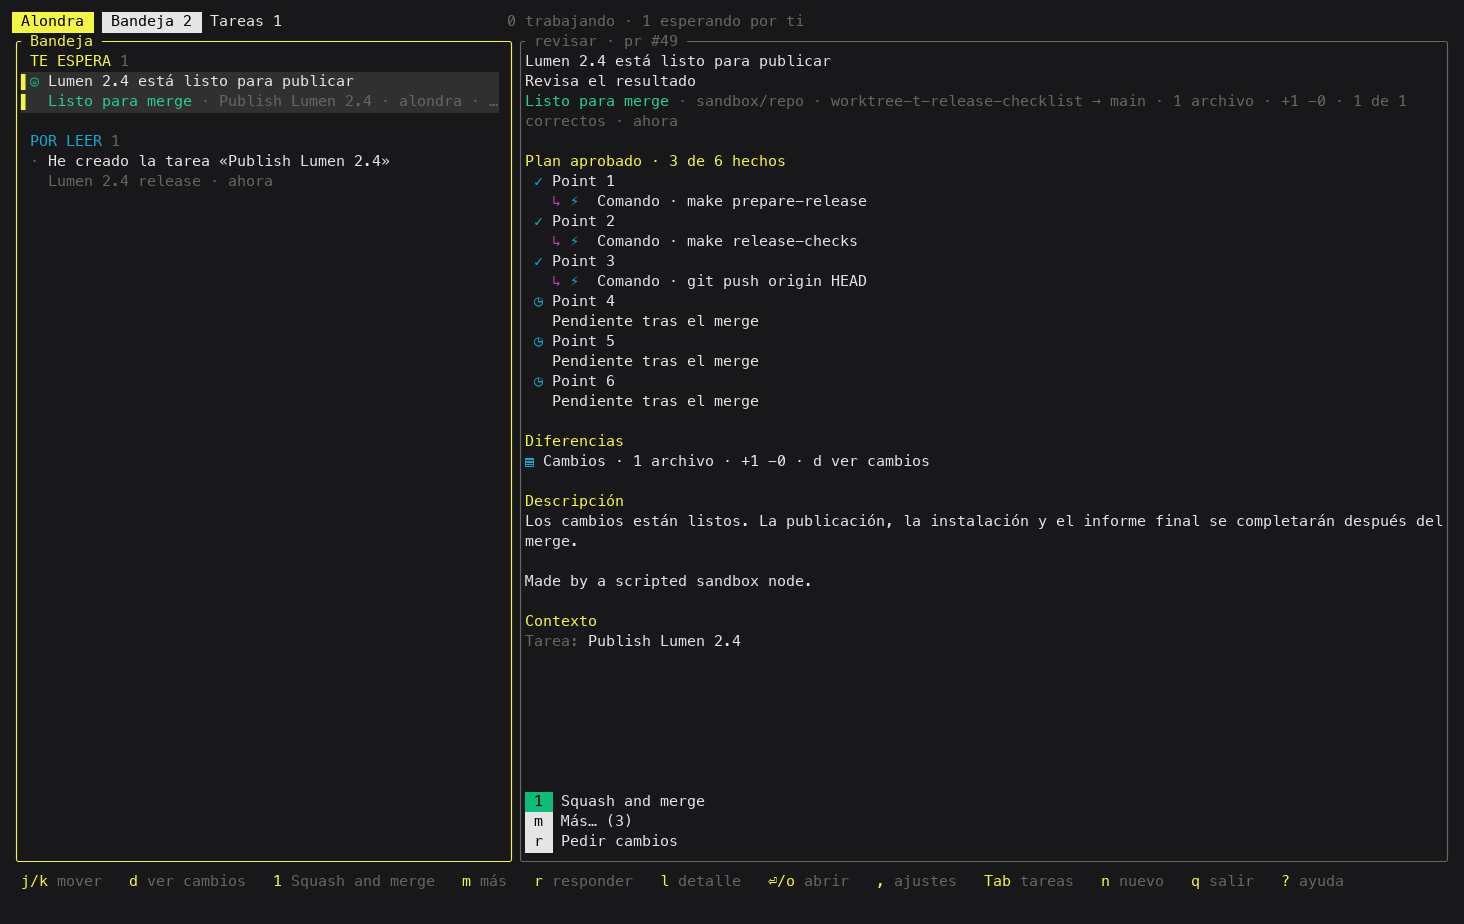 Alondra Bandeja 2 Tareas 1 0 trabajando · 1 esperando por ti
Bandeja
TE ESPERA 1
☺ Lumen 2.4 está listo para publicar
Listo para merge · Publish Lumen 2.4 · alondra · …
POR LEER 1
· He creado la tarea «Publish Lumen 2.4»
Lumen 2.4 release · ahora
revisar · pr #49
Lumen 2.4 está listo para publicar
Revisa el resultado
Listo para merge · sandbox/repo · worktree-t-release-checklist → main · 1 archivo · +1 −0 · 1 de 1
correctos · ahora
Plan aprobado · 3 de 6 hechos
✓ Point 1
↳ ⚡ Comando · make prepare-release
✓ Point 2
↳ ⚡ Comando · make release-checks
✓ Point 3
↳ ⚡ Comando · git push origin HEAD
◷ Point 4
Pendiente tras el merge
◷ Point 5
Pendiente tras el merge
◷ Point 6
Pendiente tras el merge
Diferencias
▤ Cambios · 1 archivo · +1 −0 · d ver cambios
Descripción
Los cambios están listos. La publicación, la instalación y el informe final se completarán después del
merge.
Made by a scripted sandbox node.
Contexto
Tarea: Publish Lumen 2.4
1 Squash and merge
m Más… (3)
r Pedir cambios
j/k mover d ver cambios 1 Squash and merge m más r responder l detalle ⏎/o abrir , ajustes Tab tareas n nuevo q salir ? ayuda